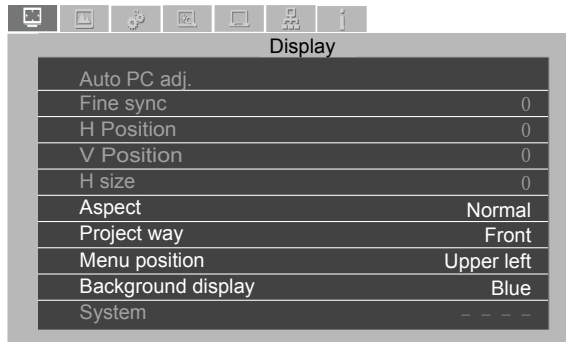 Display
Auto PC adj.
Fine sync 0
H Position 0
V Position 0
H size 0
Aspect Normal
Project way Front
Menu position Upper left
Background display Blue
System – – – –